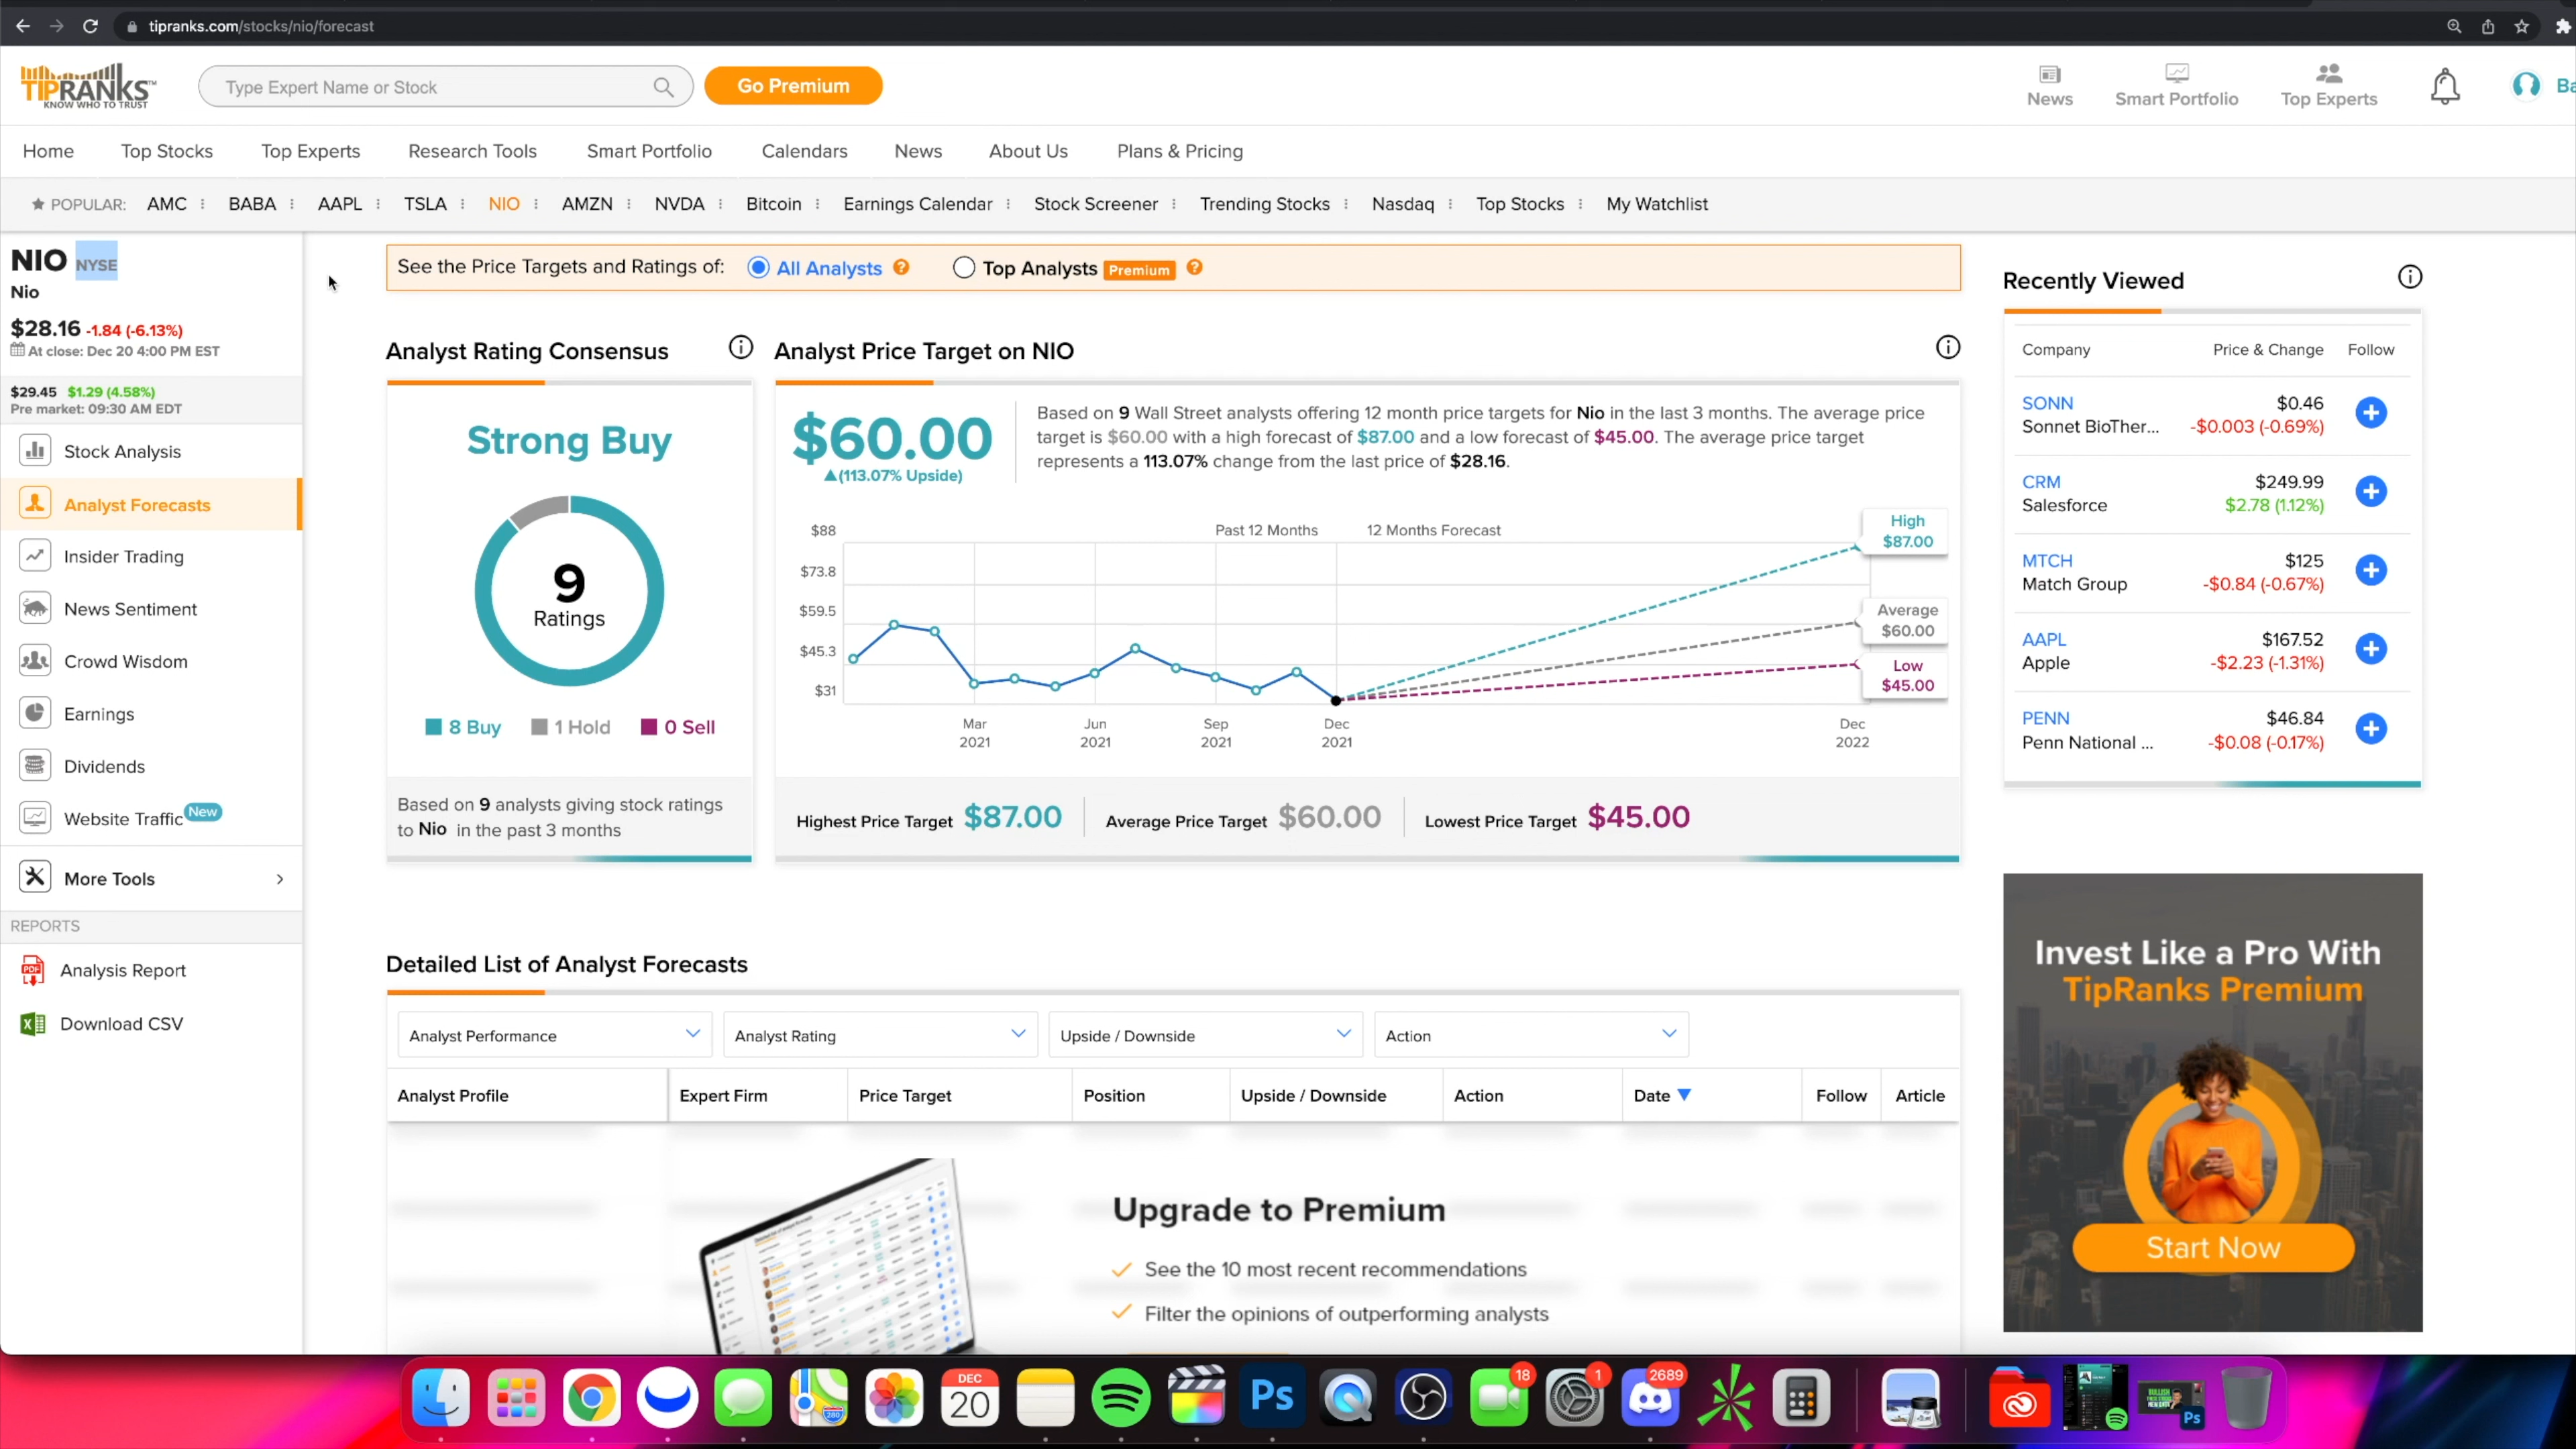 tipranks.com/stocks/nio/forecast
TIPRANKS™
KNOW WHO TO TRUST
Type Expert Name or Stock
Go Premium
News
Smart Portfolio
Top Experts
Ba
Home Top Stocks Top Experts Research Tools Smart Portfolio Calendars News About Us Plans & Pricing
★ POPULAR: AMC BABA AAPL TSLA NIO AMZN NVDA Bitcoin Earnings Calendar Stock Screener Trending Stocks Nasdaq Top Stocks My Watchlist
NIO NYSE
Nio
$28.16 -1.84 (-6.13%)
At close: Dec 20 4:00 PM EST
$29.45 $1.29 (4.58%)
Pre market: 09:30 AM EDT
Stock Analysis
Analyst Forecasts
Insider Trading
News Sentiment
Crowd Wisdom
Earnings
Dividends
Website Traffic New
More Tools
REPORTS
PDF Analysis Report
Download CSV
See the Price Targets and Ratings of: All Analysts ? Top Analysts Premium ?
Analyst Rating Consensus
Strong Buy
9
Ratings
8 Buy 1 Hold 0 Sell
Based on 9 analysts giving stock ratings
to Nio in the past 3 months
Analyst Price Target on NIO
$60.00
▲(113.07% Upside)
Based on 9 Wall Street analysts offering 12 month price targets for Nio in the last 3 months. The average price
target is $60.00 with a high forecast of $87.00 and a low forecast of $45.00. The average price target
represents a 113.07% change from the last price of $28.16.
Past 12 Months 12 Months Forecast
$88
$73.8
$59.5
$45.3
$31
High
$87.00
Average
$60.00
Low
$45.00
Mar Jun Sep Dec Dec
2021 2021 2021 2021 2022
Highest Price Target $87.00 Average Price Target $60.00 Lowest Price Target $45.00
Recently Viewed
Company Price & Change Follow
SONN $0.46
Sonnet BioTher... -$0.003 (-0.69%)
CRM $249.99
Salesforce $2.78 (1.12%)
MTCH $125
Match Group -$0.84 (-0.67%)
AAPL $167.52
Apple -$2.23 (-1.31%)
PENN $46.84
Penn National ... -$0.08 (-0.17%)
Detailed List of Analyst Forecasts
Analyst Performance Analyst Rating Upside / Downside Action
Analyst Profile Expert Firm Price Target Position Upside / Downside Action Date ▼ Follow Article
Upgrade to Premium
See the 10 most recent recommendations
Filter the opinions of outperforming analysts
Invest Like a Pro With
TipRanks Premium
Start Now
DEC
20
280
Ps
18
1
2689
Ps